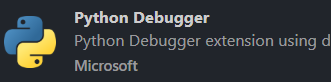 Python Debugger
Python Debugger extension using d
Microsoft